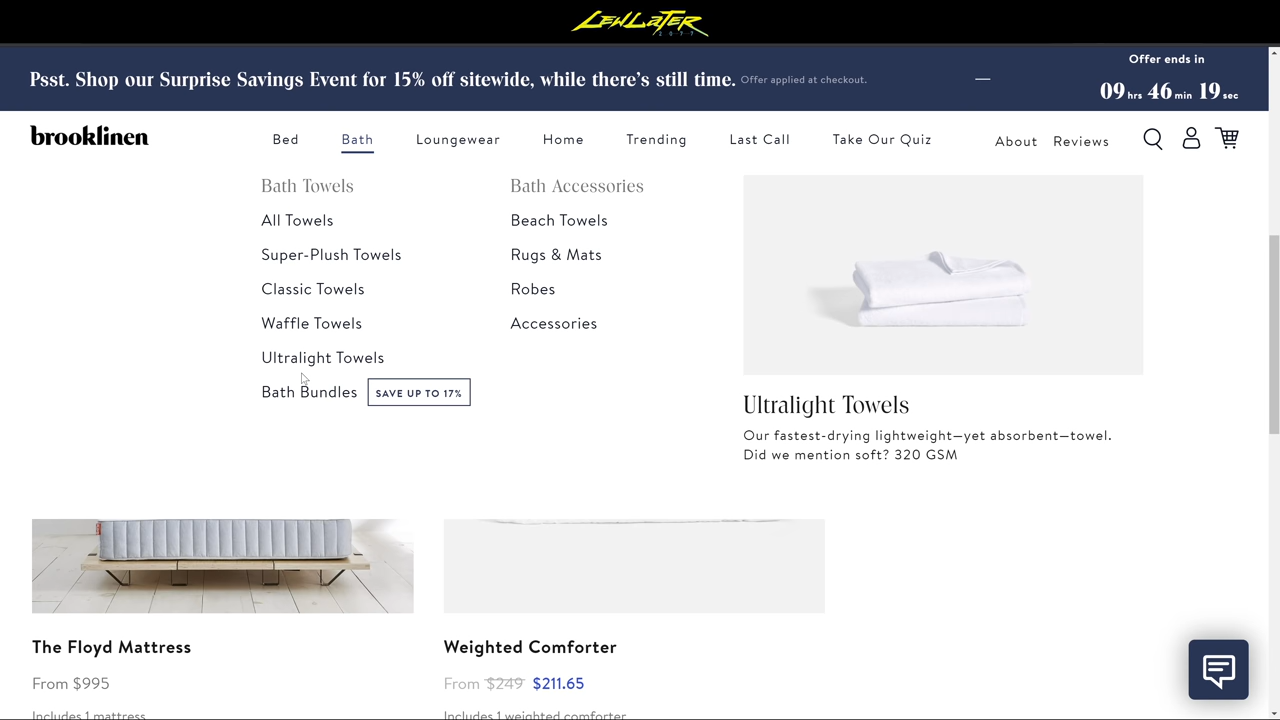 LEWLATER
2077
Psst. Shop our Surprise Savings Event for 15% off sitewide, while there's still time. Offer applied at checkout.
Offer ends in
09 hrs 46 min 19 sec
brooklinen
Bed Bath Loungewear Home Trending Last Call Take Our Quiz About Reviews
Bath Towels
All Towels
Super-Plush Towels
Classic Towels
Waffle Towels
Ultralight Towels
Bath Bundles SAVE UP TO 17%
Bath Accessories
Beach Towels
Rugs & Mats
Robes
Accessories
Ultralight Towels
Our fastest-drying lightweight—yet absorbent—towel.
Did we mention soft? 320 GSM
The Floyd Mattress
From $995
Includes 1 mattress
Weighted Comforter
From $249 $211.65
Includes 1 weighted comforter